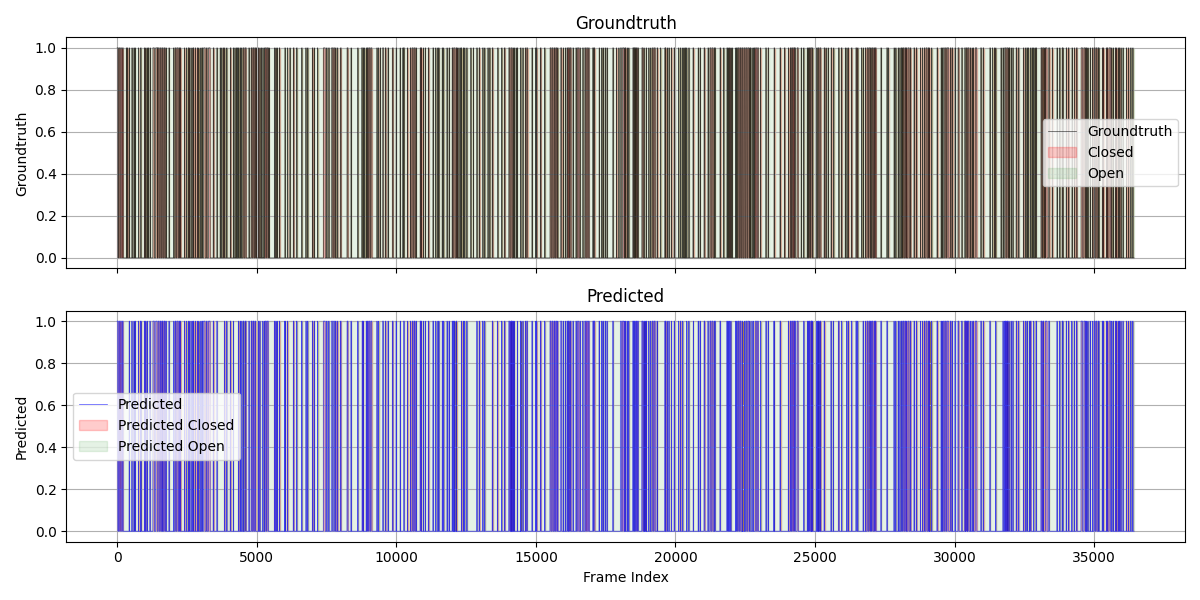 Groundtruth
1.0
0.8
0.6
0.4
0.2
0.0
Groundtruth
Groundtruth
Closed
Open
Predicted
1.0
0.8
0.6
0.4
0.2
0.0
Predicted
Predicted
Predicted Closed
Predicted Open
0 5000 10000 15000 20000 25000 30000 35000
Frame Index